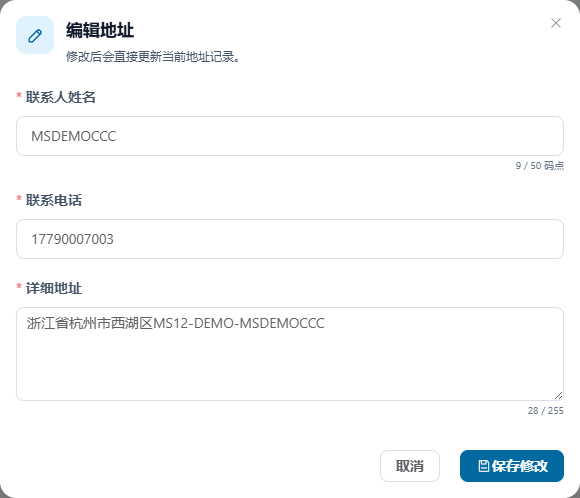 编辑地址
修改后会直接更新当前地址记录。
* 联系人姓名
MSDEMOCCC
9 / 50 码点
* 联系电话
17790007003
* 详细地址
浙江省杭州市西湖区MS12-DEMO-MSDEMOCCC
28 / 255
取消
保存修改